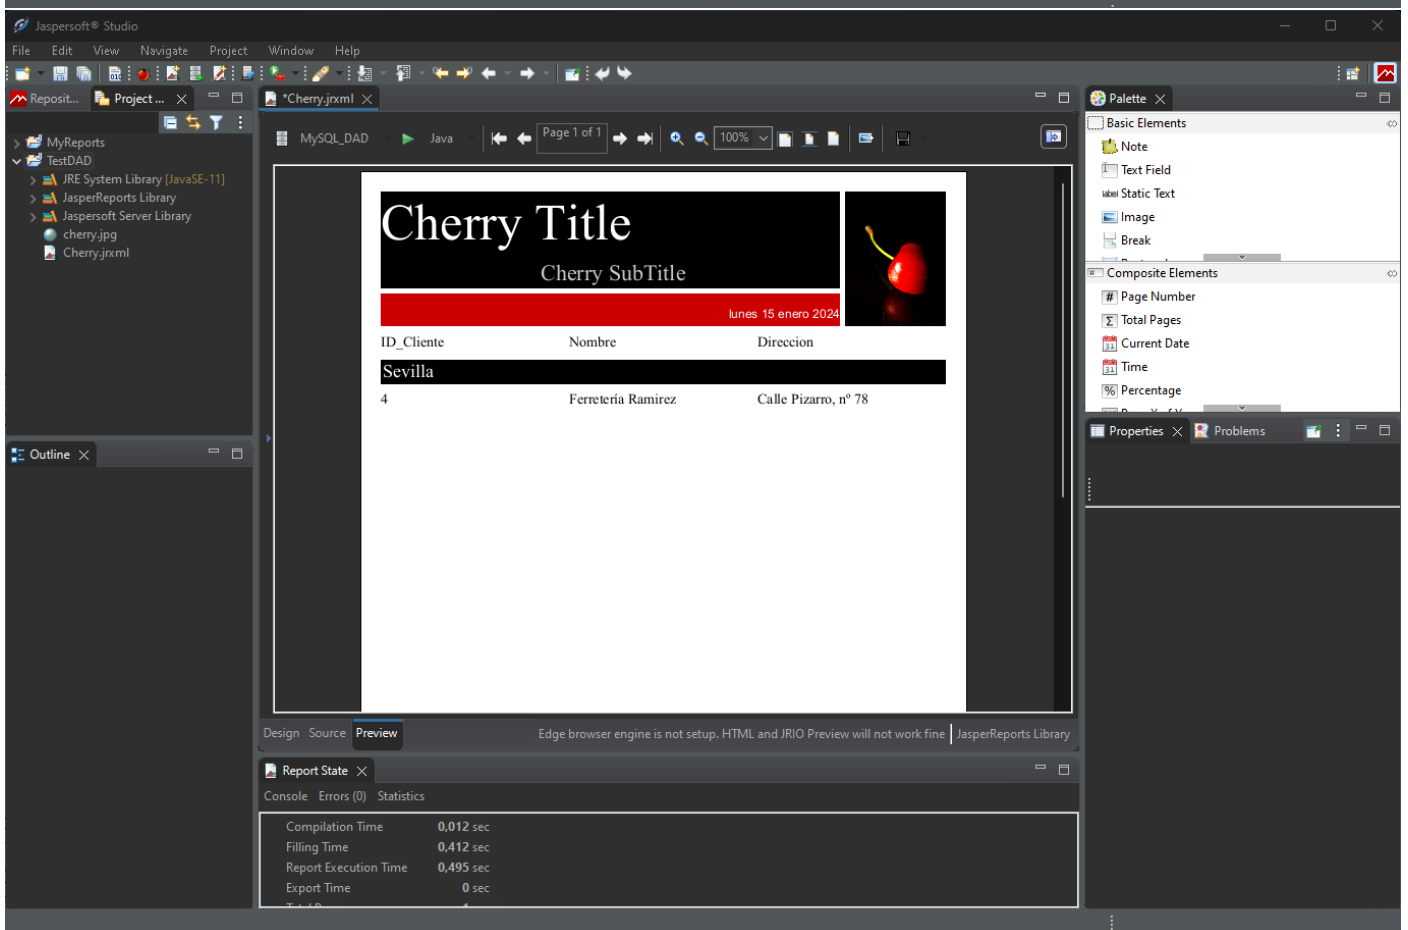 Jaspersoft® Studio
File Edit View Navigate Project Window Help
Reposit... Project ... *Cherry.jrxml Palette
MyReports
TestDAD
JRE System Library [JavaSE-11]
JasperReports Library
Jaspersoft Server Library
cherry.jpg
Cherry.jrxml
Outline
MySQL_DAD Java Page 1 of 1 100%
Cherry Title
Cherry SubTitle
lunes 15 enero 2024
ID_Cliente Nombre Direccion
Sevilla
4 Ferretería Ramirez Calle Pizarro, nº 78
Design Source Preview Edge browser engine is not setup. HTML and JRIO Preview will not work fine JasperReports Library
Report State
Console Errors (0) Statistics
Compilation Time 0,012 sec
Filling Time 0,412 sec
Report Execution Time 0,495 sec
Export Time 0 sec
Basic Elements
Note
Text Field
label Static Text
Image
Break
Composite Elements
# Page Number
Σ Total Pages
31 Current Date
31 Time
% Percentage
Properties Problems